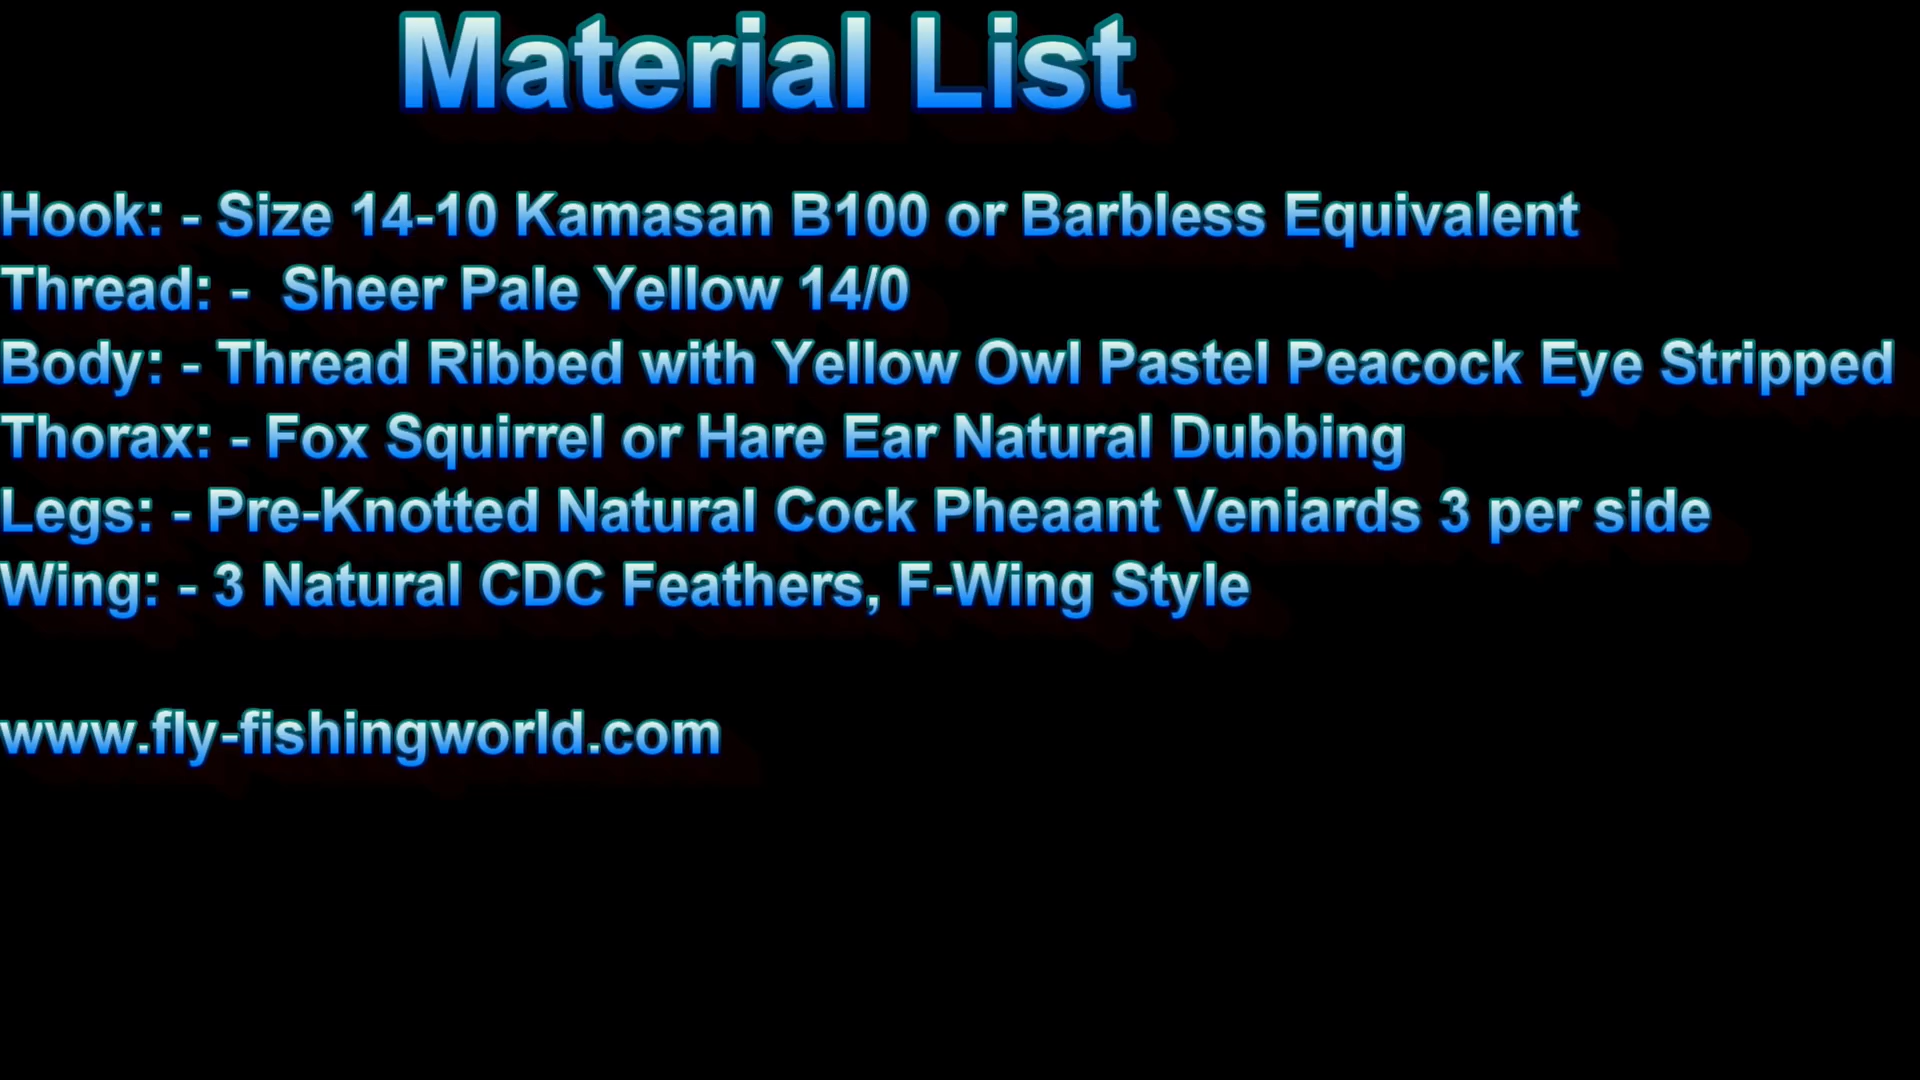 Material List
Hook: - Size 14-10 Kamasan B100 or Barbless Equivalent
Thread: -  Sheer Pale Yellow 14/0
Body: - Thread Ribbed with Yellow Owl Pastel Peacock Eye Stripped
Thorax: - Fox Squirrel or Hare Ear Natural Dubbing
Legs: - Pre-Knotted Natural Cock Pheaant Veniards 3 per side
Wing: - 3 Natural CDC Feathers, F-Wing Style
www.fly-fishingworld.com